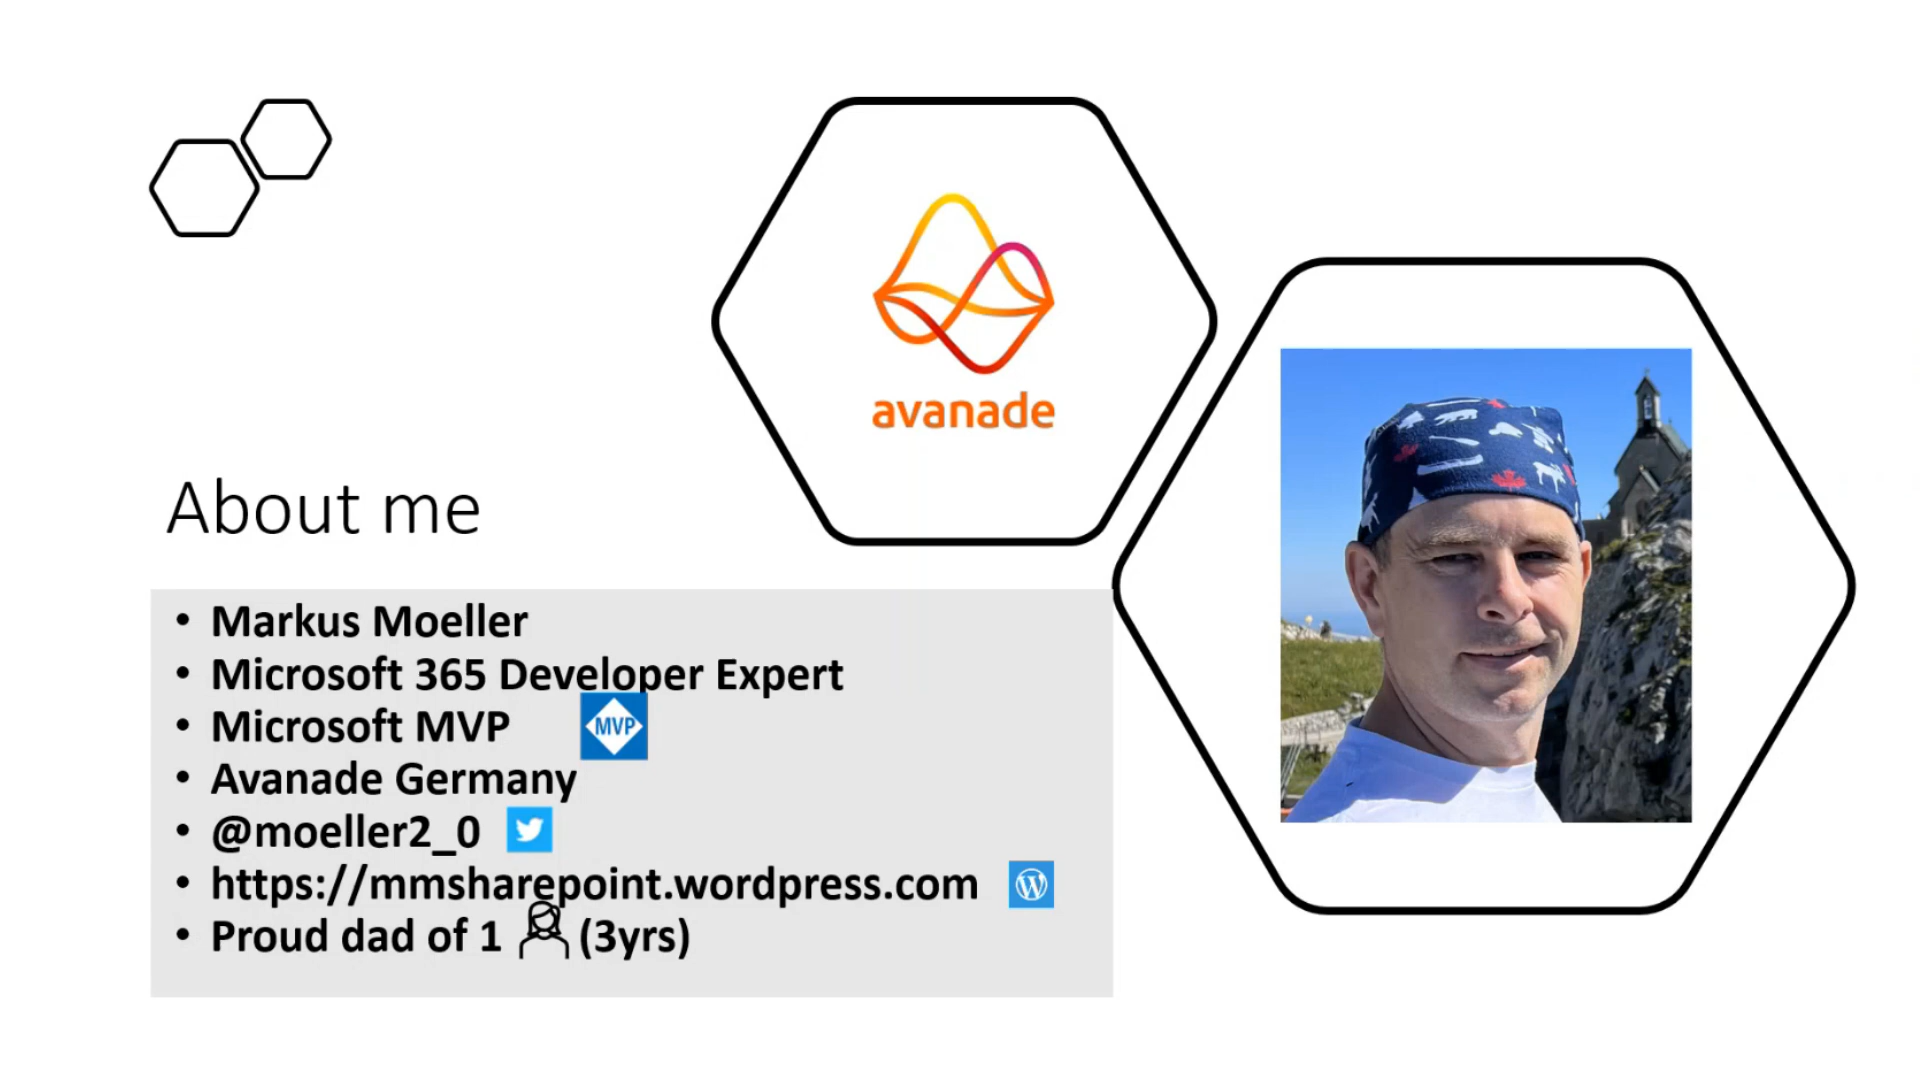 avanade
About me
• Markus Moeller
• Microsoft 365 Developer Expert
• Microsoft MVP MVP
• Avanade Germany
• @moeller2_0
• https://mmsharepoint.wordpress.com
• Proud dad of 1 (3yrs)